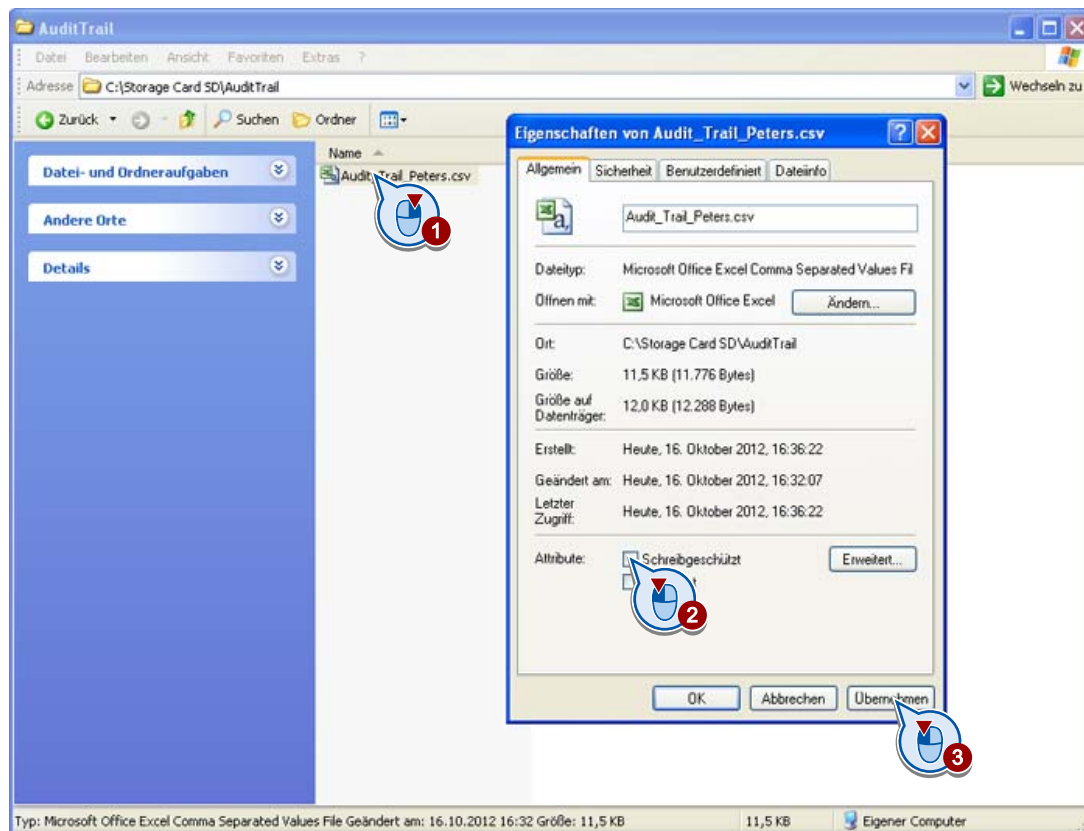 AuditTrail
Datei Bearbeiten Ansicht Favoriten Extras ?
Adresse C:\Storage Card SD\AuditTrail Wechseln zu
Zurück Suchen Ordner
Datei- und Ordneraufgaben
Andere Orte
Details
Name
Audit_Trail_Peters.csv
1
Eigenschaften von Audit_Trail_Peters.csv
Allgemein Sicherheit Benutzerdefiniert Dateiinfo
Audit_Trail_Peters.csv
Dateityp: Microsoft Office Excel Comma Separated Values Fil
Öffnen mit: Microsoft Office Excel Ändern...
Ort: C:\Storage Card SD\AuditTrail
Größe: 11,5 KB (11.776 Bytes)
Größe auf Datenträger: 12,0 KB (12.288 Bytes)
Erstellt: Heute, 16. Oktober 2012, 16:36:22
Geändert am: Heute, 16. Oktober 2012, 16:32:07
Letzter Zugriff: Heute, 16. Oktober 2012, 16:36:22
Attribute: Schreibgeschützt Erweitert...
2
OK Abbrechen Übernehmen
3
Typ: Microsoft Office Excel Comma Separated Values File Geändert am: 16.10.2012 16:32 Größe: 11,5 KB 11,5 KB Eigener Computer